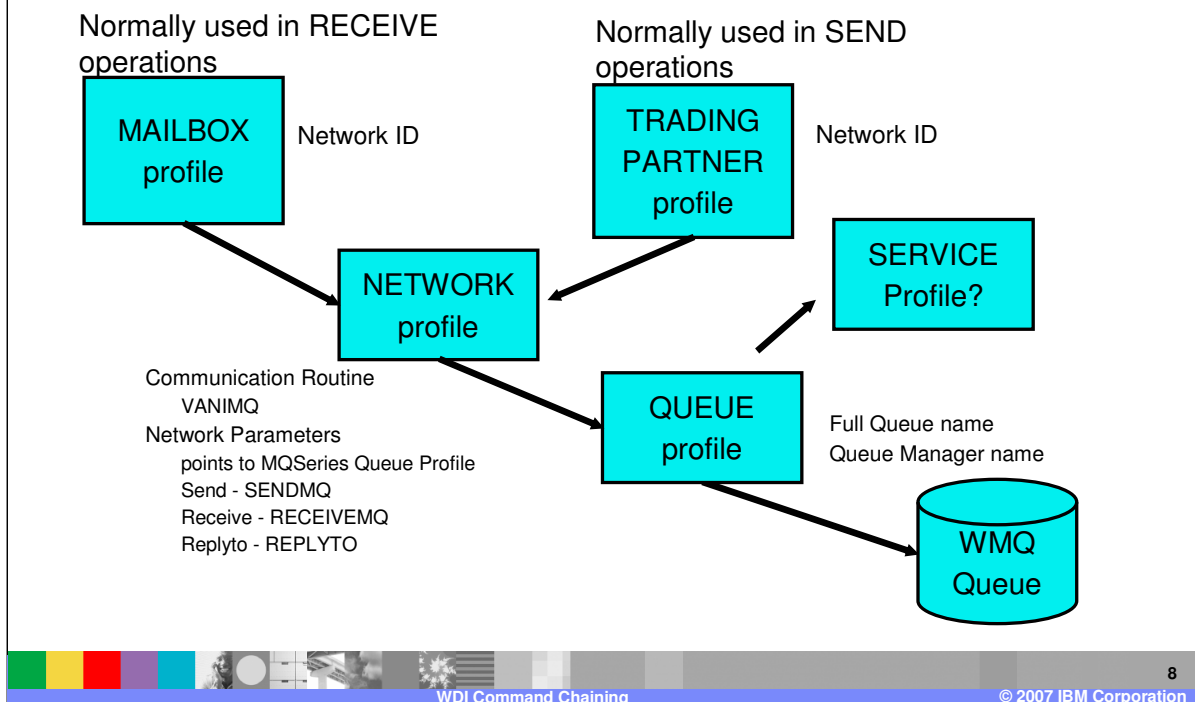 Normally used in RECEIVE
operations
Normally used in SEND
operations
MAILBOX
profile
Network ID
TRADING
PARTNER
profile
Network ID
SERVICE
Profile?
NETWORK
profile
Communication Routine
VANIMQ
Network Parameters
points to MQSeries Queue Profile
Send - SENDMQ
Receive - RECEIVEMQ
Replyto - REPLYTO
QUEUE
profile
Full Queue name
Queue Manager name
WMQ
Queue
8
WDI Command Chaining
© 2007 IBM Corporation